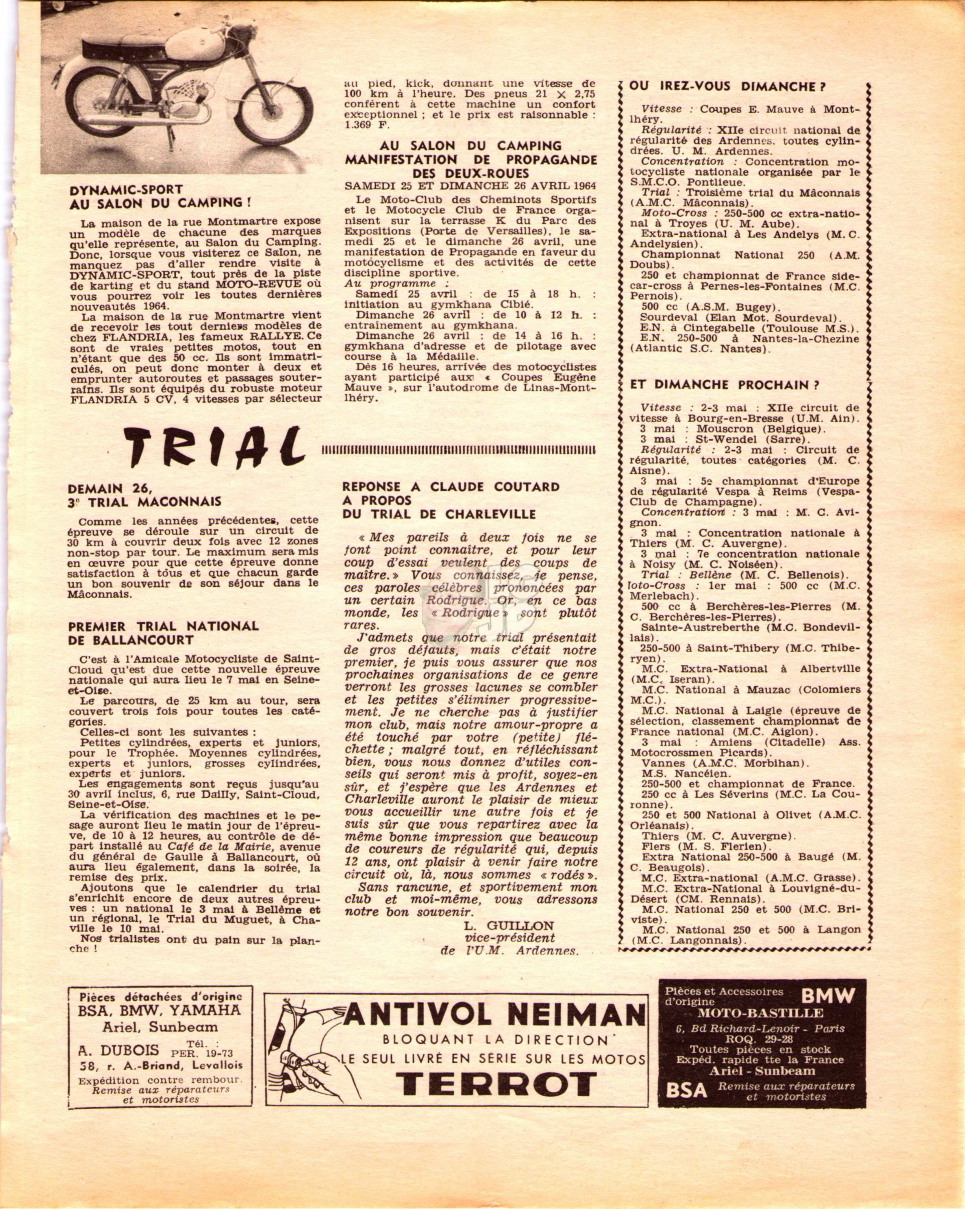 DYNAMIC-SPORT
AU SALON DU CAMPING !
La maison de la rue Montmartre expose
un modèle de chacune des marques
qu'elle représente, au Salon du Camping.
Donc, lorsque vous visiterez ce Salon, ne
manquez pas d'aller rendre visite à
DYNAMIC-SPORT, tout près de la piste
de karting et du stand MOTO-REVUE où
vous pourrez voir les toutes dernières
nouveautés 1964.
La maison de la rue Montmartre vient
de recevoir les tout derniers modèles de
chez FLANDRIA, les fameux RALLYE. Ce
sont de vraies petites motos, tout en
n'étant que des 50 cc. Ils sont immatri-
culés, on peut donc monter à deux et
emprunter autoroutes et passages souter-
rains. Ils sont équipés du robuste moteur
FLANDRIA 5 CV, 4 vitesses par sélecteur
au pied, kick, donnant une vitesse de
100 km à l'heure. Des pneus 21 × 2,75
confèrent à cette machine un confort
exceptionnel ; et le prix est raisonnable :
1.369 F.
AU SALON DU CAMPING
MANIFESTATION DE PROPAGANDE
DES DEUX-ROUES
SAMEDI 25 ET DIMANCHE 26 AVRIL 1964
Le Moto-Club des Cheminots Sportifs
et le Motocycle Club de France orga-
nisent sur la terrasse K du Parc des
Expositions (Porte de Versailles), le sa-
medi 25 et le dimanche 26 avril, une
manifestation de Propagande en faveur du
motocyclisme et des activités de cette
discipline sportive.
Au programme :
Samedi 25 avril : de 15 à 18 h. :
initiation au gymkhana Cibié.
Dimanche 26 avril : de 10 à 12 h. :
entraînement au gymkhana.
Dimanche 26 avril : de 14 à 16 h. :
gymkhana d'adresse et de pilotage avec
course à la Médaille.
Dès 16 heures, arrivée des motocyclistes
ayant participé aux « Coupes Eugène
Mauve », sur l'autodrome de Linas-Mont-
lhéry.
TRIAL
DEMAIN 26,
3e TRIAL MACONNAIS
Comme les années précédentes, cette
épreuve se déroule sur un circuit de
30 km à couvrir deux fois avec 12 zones
non-stop par tour. Le maximum sera mis
en œuvre pour que cette épreuve donne
satisfaction à tous et que chacun garde
un bon souvenir de son séjour dans le
Mâconnais.
PREMIER TRIAL NATIONAL
DE BALLANCOURT
C'est à l'Amicale Motocycliste de Saint-
Cloud qu'est due cette nouvelle épreuve
nationale qui aura lieu le 7 mai en Seine-
et-Oise.
Le parcours, de 25 km au tour, sera
couvert trois fois pour toutes les caté-
gories.
Celles-ci sont les suivantes :
Petites cylindrées, experts et juniors,
pour le Trophée. Moyennes cylindrées,
experts et juniors, grosses cylindrées,
experts et juniors.
Les engagements sont reçus jusqu'au
30 avril inclus, 6, rue Dailly, Saint-Cloud,
Seine-et-Oise.
La vérification des machines et le pe-
sage auront lieu le matin jour de l'épreu-
ve, de 10 à 12 heures, au contrôle de dé-
part installé au Café de la Mairie, avenue
du général de Gaulle à Ballancourt, où
aura lieu également, dans la soirée, la
remise des prix.
Ajoutons que le calendrier du trial
s'enrichit encore de deux autres épreu-
ves : un national le 3 mai à Bellême et
un régional, le Trial du Muguet, à Cha-
ville le 10 mai.
Nos trialistes ont du pain sur la plan-
che !
REPONSE A CLAUDE COUTARD
A PROPOS
DU TRIAL DE CHARLEVILLE
« Mes pareils à deux fois ne se
font point connaître, et pour leur
coup d'essai veulent des coups de
maître. » Vous connaissez, je pense,
ces paroles célèbres prononcées par
un certain Rodrigue. Or, en ce bas
monde, les « Rodrigue » sont plutôt
rares.
J'admets que notre trial présentait
de gros défauts, mais c'était notre
premier, je puis vous assurer que nos
prochaines organisations de ce genre
verront les grosses lacunes se combler
et les petites s'éliminer progressive-
ment. Je ne cherche pas à justifier
mon club, mais notre amour-propre a
été touché par votre (petite) flé-
chette ; malgré tout, en réfléchissant
bien, vous nous donnez d'utiles con-
seils qui seront mis à profit, soyez-en
sûr, et j'espère que les Ardennes et
Charleville auront le plaisir de mieux
vous accueillir une autre fois et je
suis sûr que vous repartirez avec la
même bonne impression que beaucoup
de coureurs de régularité qui, depuis
12 ans, ont plaisir à venir faire notre
circuit où, là, nous sommes « rodés ».
Sans rancune, et sportivement mon
club et moi-même, vous adressons
notre bon souvenir.
L. GUILLON
vice-président
de l'U.M. Ardennes.
OU IREZ-VOUS DIMANCHE ?
Vitesse : Coupes E. Mauve à Mont-
lhéry.
Régularité : XIIe circuit national de
régularité des Ardennes, toutes cylin-
drées. U. M. Ardennes.
Concentration : Concentration mo-
tocycliste nationale organisée par le
S.M.C.O. Pontlieue.
Trial : Troisième trial du Mâconnais
(A.M.C. Mâconnais).
Moto-Cross : 250-500 cc extra-natio-
nal à Troyes (U. M. Aube).
Extra-national à Les Andelys (M. C.
Andelysien).
Championnat National 250 (A.M.
Doubs).
250 et championnat de France side-
car-cross à Pernes-les-Fontaines (M.C.
Pernois).
500 cc (A.S.M. Bugey).
Sourdeval (Elan Mot. Sourdeval).
E.N. à Cintegabelle (Toulouse M.S.).
E.N. 250-500 à Nantes-la-Chezine
(Atlantic S.C. Nantes).
ET DIMANCHE PROCHAIN ?
Vitesse : 2-3 mai : XIIe circuit de
vitesse à Bourg-en-Bresse (U.M. Ain).
3 mai : Mouscron (Belgique).
3 mai : St-Wendel (Sarre).
Régularité : 2-3 mai : Circuit de
régularité, toutes catégories (M. C.
Aisne).
3 mai : 5e championnat d'Europe
de régularité Vespa à Reims (Vespa-
Club de Champagne).
Concentration : 3 mai : M. C. Avi-
gnon.
3 mai : Concentration nationale à
Thiers (M. C. Auvergne).
3 mai : 7e concentration nationale
à Noisy (M. C. Noiséen).
Trial : Bellène (M. C. Bellenois).
Moto-Cross : 1er mai : 500 cc (M.C.
Merlebach).
500 cc à Berchères-les-Pierres (M.
C. Berchères-les-Pierres).
Sainte-Austreberthe (M.C. Bondevil-
lais).
250-500 à Saint-Thibery (M.C. Thibe-
ryen).
M.C. Extra-National à Albertville
(M.C. Iseran).
M.C. National à Mauzac (Colomiers
M.C.).
M.C. National à Laigle (épreuve de
sélection, classement championnat de
France national (M.C. Aiglon).
3 mai : Amiens (Citadelle) Ass.
Motocrossmen Picards).
Vannes (A.M.C. Morbihan).
M.S. Nancéien.
250-500 et championnat de France.
250 cc à Les Séverins (M.C. La Cou-
ronne).
250 et 500 National à Olivet (A.M.C.
Orléanais).
Thiers (M. C. Auvergne).
Flers (M. S. Flerien).
Extra National 250-500 à Baugé (M.
C. Beaugois).
M.C. Extra-national (A.M.C. Grasse).
M.C. Extra-National à Louvigné-du-
Désert (CM. Rennais).
M.C. National 250 et 500 (M.C. Bri-
viste).
M.C. National 250 et 500 à Langon
(M.C. Langonnais).
Pièces détachées d'origine
BSA, BMW, YAMAHA
Ariel, Sunbeam
A. DUBOIS Tél. : PER. 19-73
58, r. A.-Briand, Levallois
Expédition contre rembour.
Remise aux réparateurs
et motoristes
ANTIVOL NEIMAN
BLOQUANT LA DIRECTION
LE SEUL LIVRÉ EN SÉRIE SUR LES MOTOS
TERROT
Pièces et Accessoires
d'origine BMW
MOTO-BASTILLE
6, Bd Richard-Lenoir - Paris
ROQ. 29-28
Toutes pièces en stock
Expéd. rapide tte la France
Ariel - Sunbeam
BSA Remise aux réparateurs
et motoristes